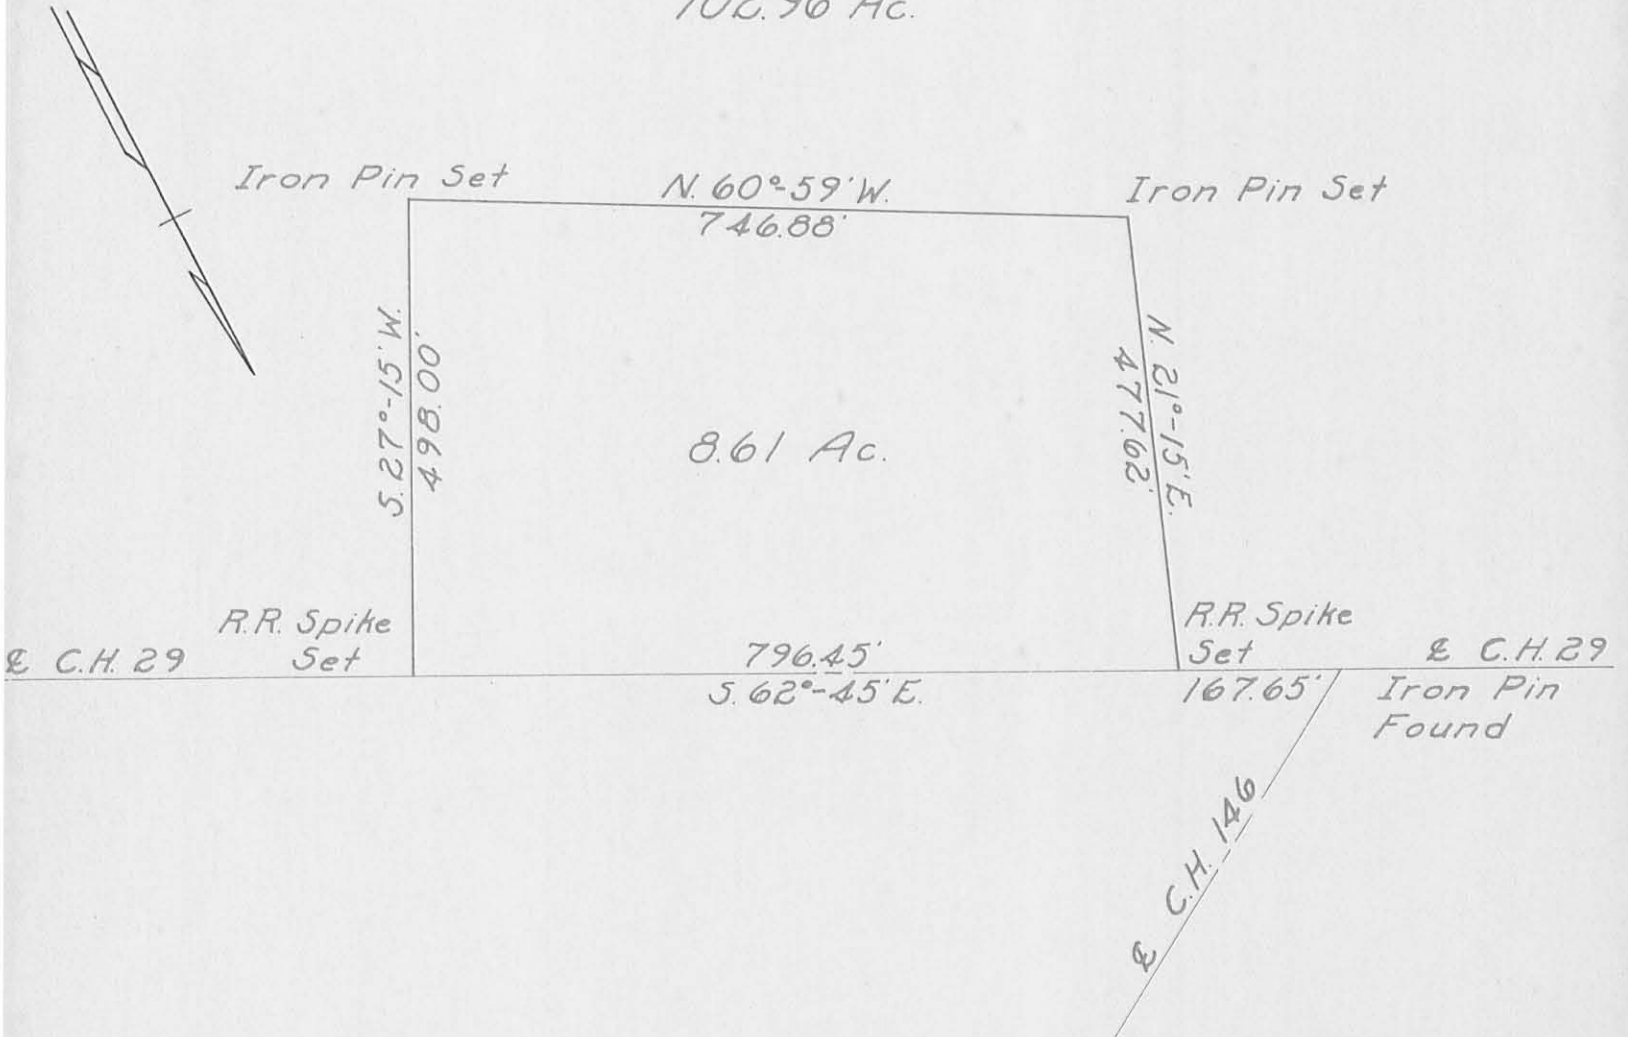 Iron Pin Set
N. 60°-59' W.
746.88'
Iron Pin Set
S. 27°-15' W.
498.00'
N. 21°-15' E.
477.62'
8.61 Ac.
R.R. Spike
Set
℄ C.H. 29
796.45'
S. 62°-45' E.
R.R. Spike
Set
℄ C.H. 29
167.65'
Iron Pin
Found
℄ C.H. 146